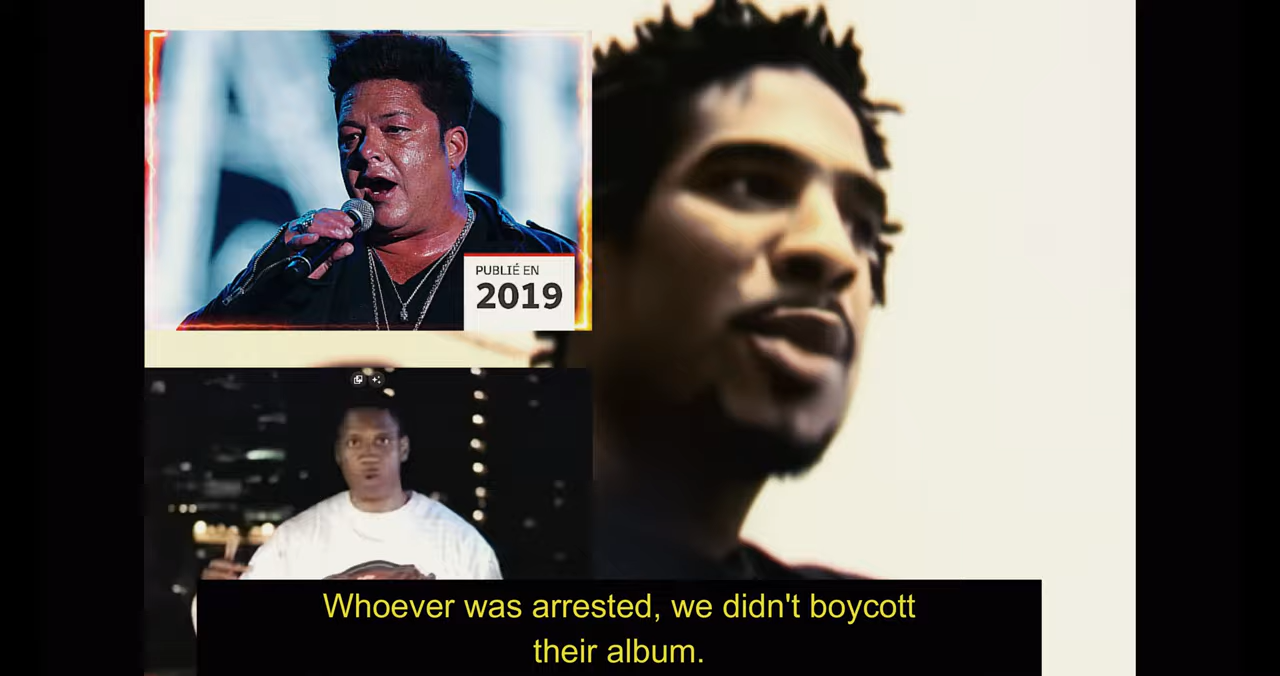 PUBLIÉ EN
2019
Whoever was arrested, we didn't boycott
their album.